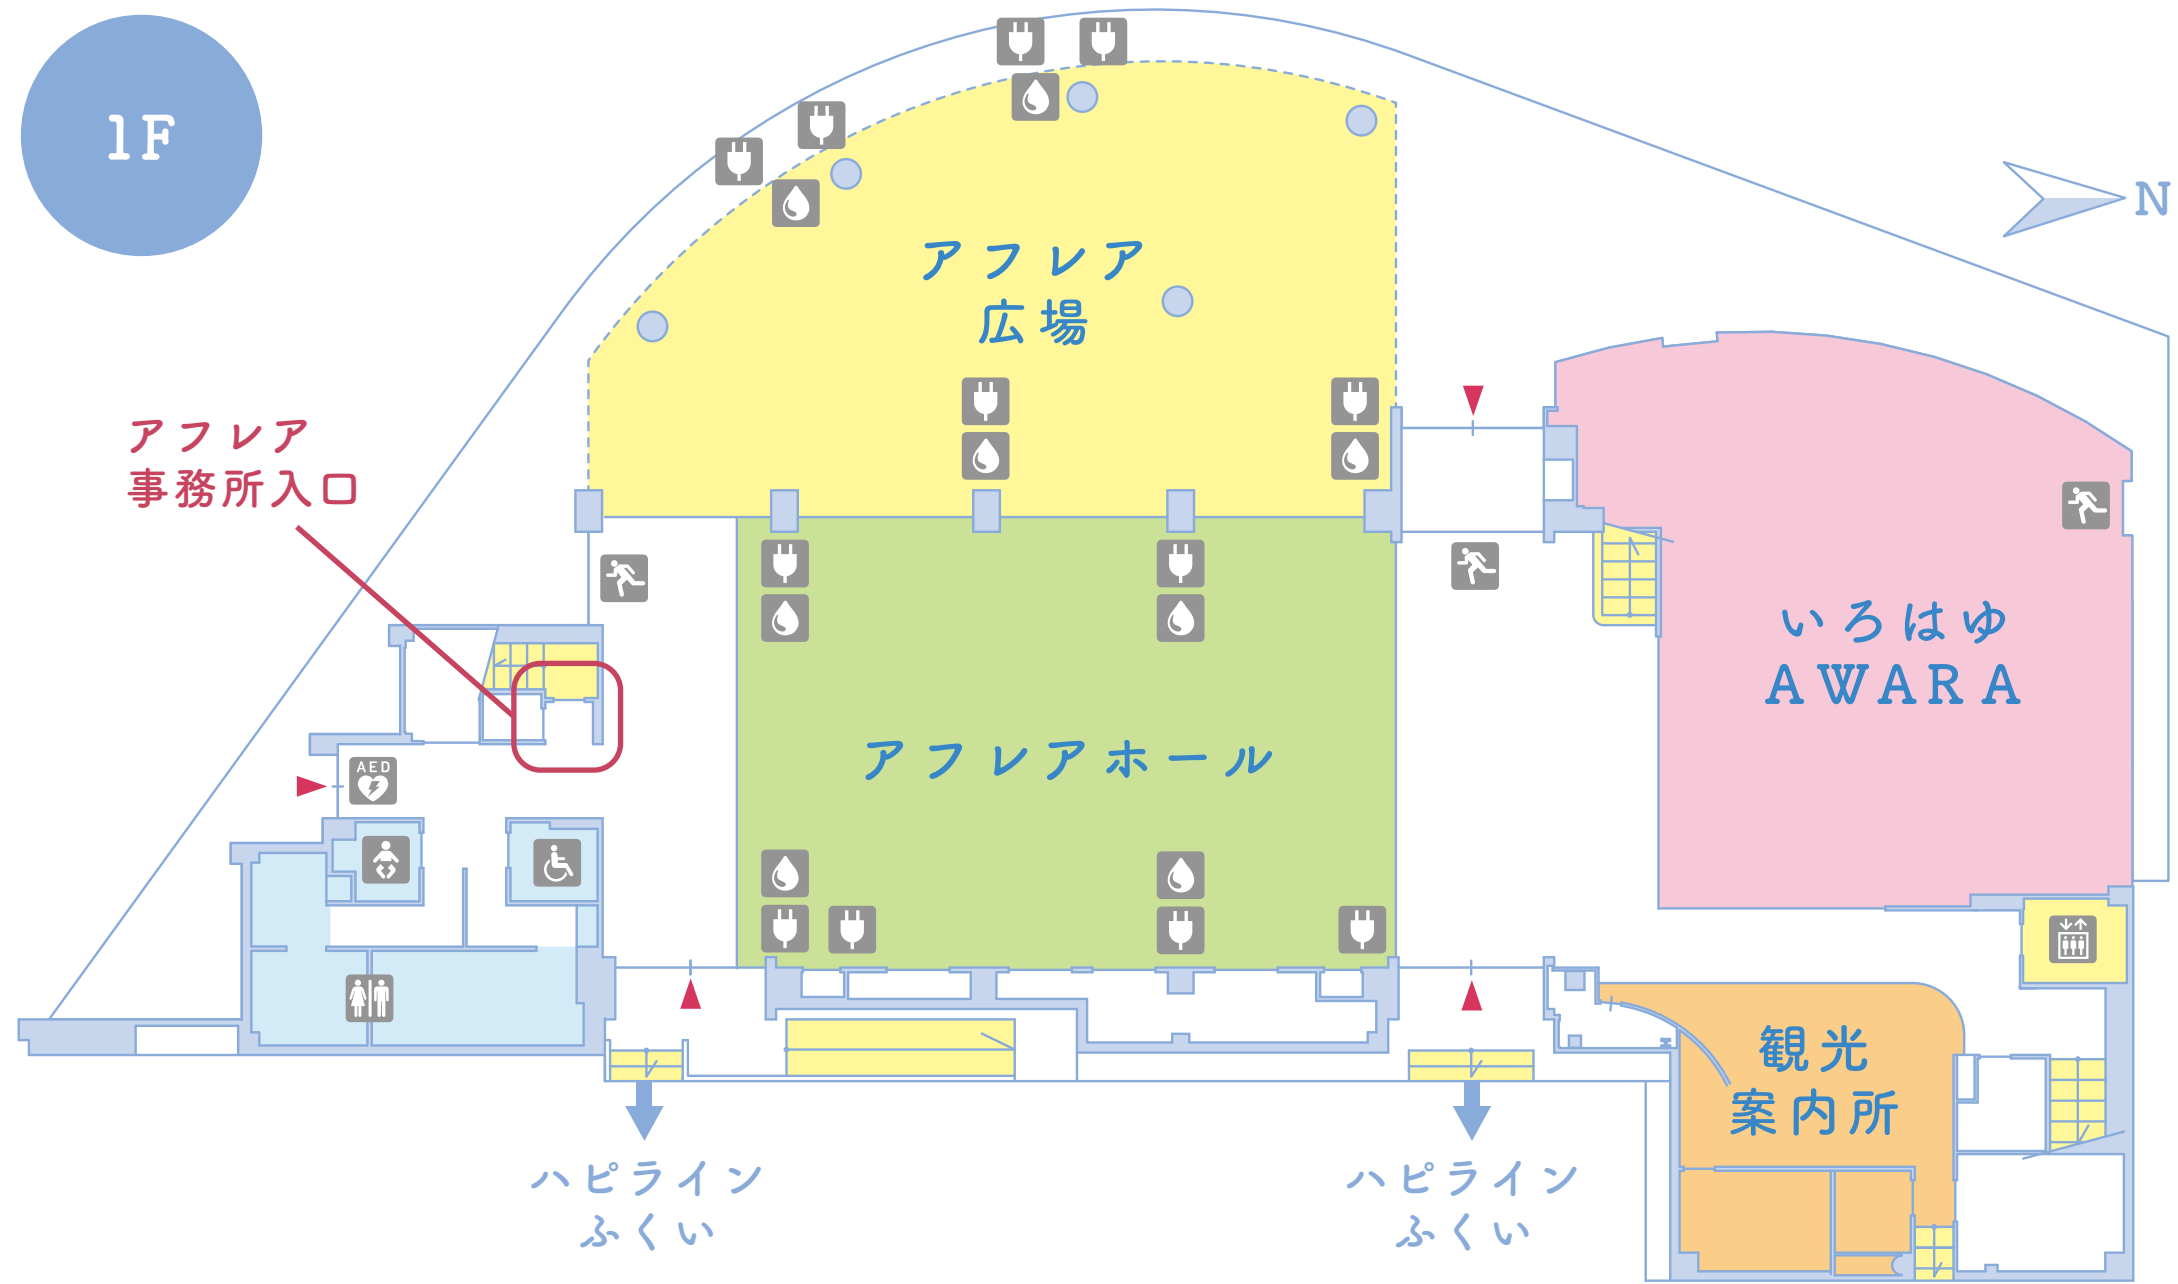 1F
N
アフレア
広場
アフレア
事務所入口
いろはゆ
AWARA
アフレアホール
AED
観光
案内所
ハピライン
ふくい
ハピライン
ふくい